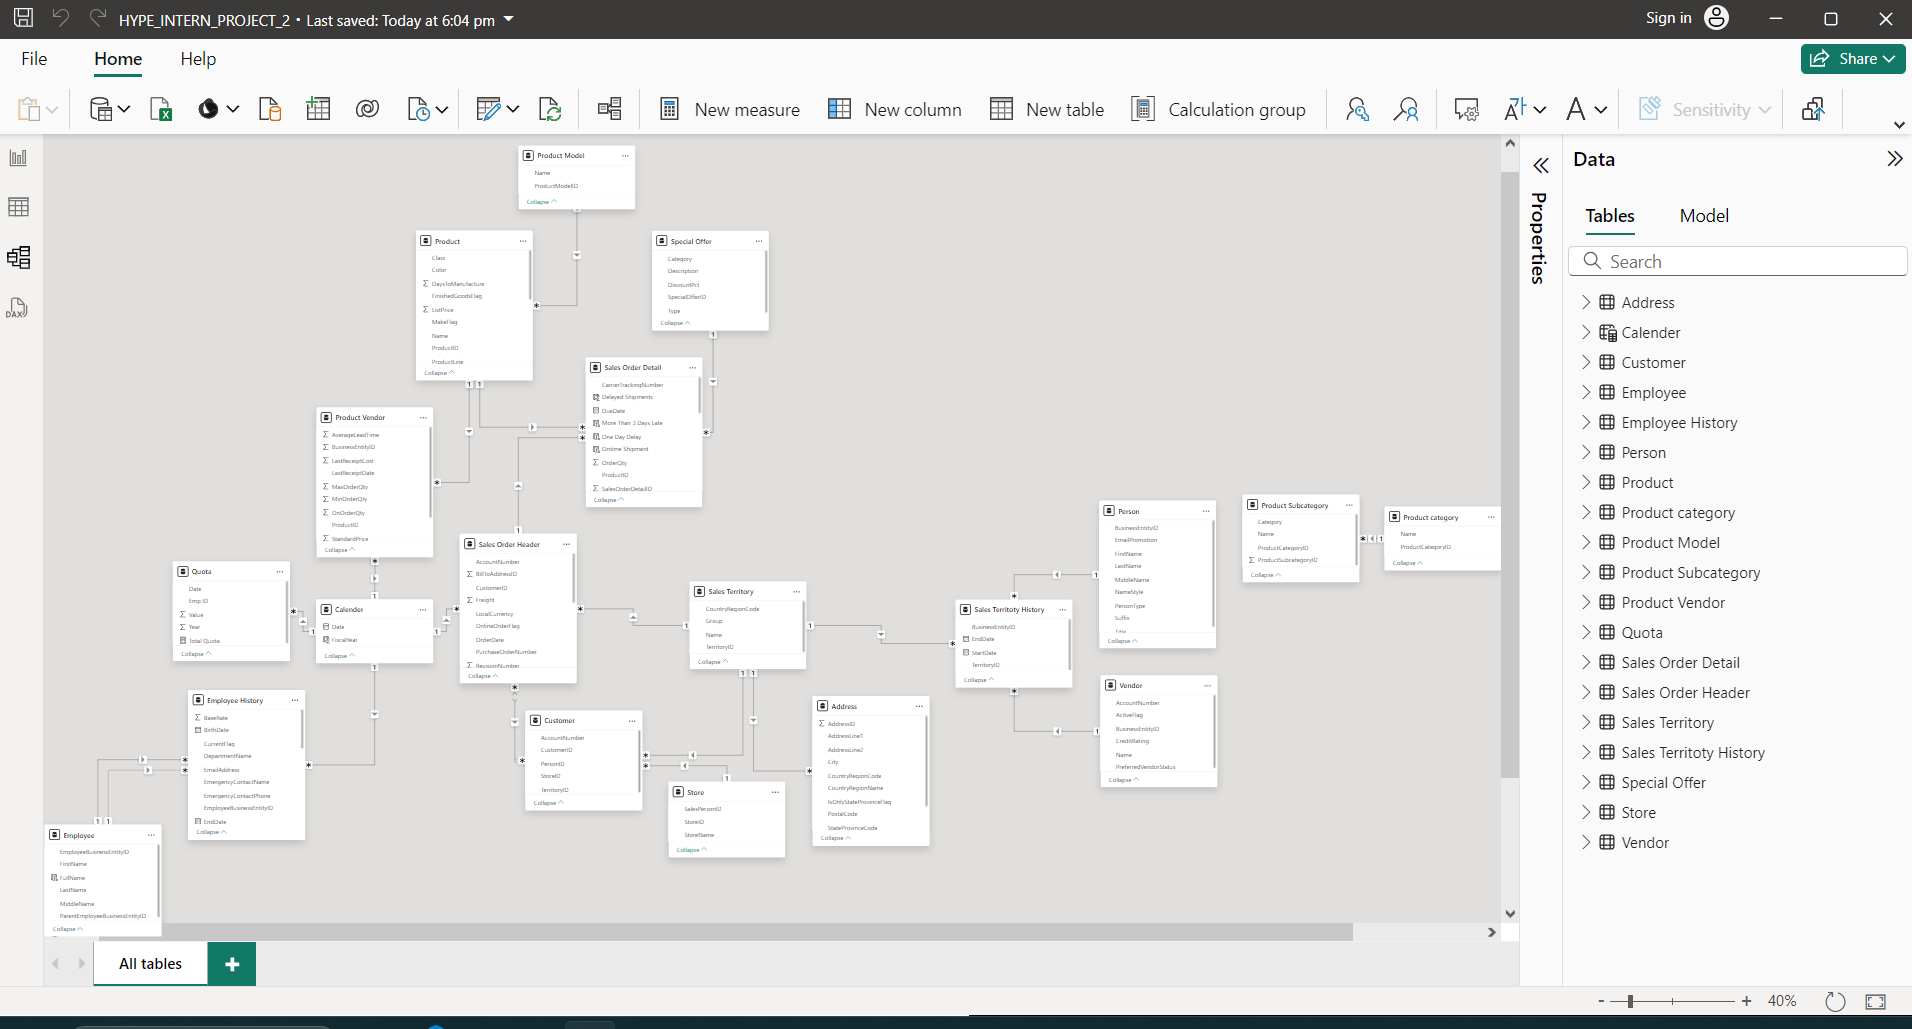 HYPE_INTERN_PROJECT_2 • Last saved: Today at 6:04 pm
Sign in
File
Home
Help
Share
New measure
New column
New table
Calculation group
Sensitivity
Product Model
Name
ProductModelID
Collapse
Product
Class
Color
DaysToManufacture
FinishedGoodsFlag
ListPrice
MakeFlag
Name
ProductID
ProductLine
Collapse
Special Offer
Category
Description
DiscountPct
SpecialOfferID
Type
Collapse
Sales Order Detail
CarrierTrackingNumber
Delayed Shipments
DueDate
More Than 3 Days Late
One Day Delay
Ontime Shipment
OrderQty
ProductID
SalesOrderDetailID
Collapse
Product Vendor
AverageLeadTime
BusinessEntityID
LastReceiptCost
LastReceiptDate
MaxOrderQty
MinOrderQty
OnOrderQty
ProductID
StandardPrice
Collapse
Quota
Date
Emp ID
Value
Year
Total Quota
Collapse
Calender
Date
FiscalYear
Collapse
Sales Order Header
AccountNumber
BillToAddressID
CustomerID
Freight
LocalCurrency
OnlineOrderFlag
OrderDate
PurchaseOrderNumber
RevisionNumber
Collapse
Sales Territory
CountryRegionCode
Group
Name
TerritoryID
Collapse
Sales Territoty History
BusinessEntityID
EndDate
StartDate
TerritoryID
Collapse
Person
BusinessEntityID
EmailPromotion
FirstName
LastName
MiddleName
NameStyle
PersonType
Suffix
Title
Collapse
Product Subcategory
Category
Name
ProductCategoryID
ProductSubcategoryID
Collapse
Product category
Name
ProductCategoryID
Collapse
Vendor
AccountNumber
ActiveFlag
BusinessEntityID
CreditRating
Name
PreferredVendorStatus
Collapse
Employee History
BaseRate
BirthDate
CurrentFlag
DepartmentName
EmailAddress
EmergencyContactName
EmergencyContactPhone
EmployeeBusinessEntityID
EndDate
Collapse
Customer
AccountNumber
CustomerID
PersonID
StoreID
TerritoryID
Collapse
Store
SalesPersonID
StoreID
StoreName
Collapse
Address
AddressID
AddressLine1
AddressLine2
City
CountryRegionCode
CountryRegionName
IsOnlyStateProvinceFlag
PostalCode
StateProvinceCode
Collapse
Employee
EmployeeBusinessEntityID
FirstName
FullName
LastName
MiddleName
ParentEmployeeBusinessEntityID
Collapse
Properties
Data
Tables
Model
Search
Address
Calender
Customer
Employee
Employee History
Person
Product
Product category
Product Model
Product Subcategory
Product Vendor
Quota
Sales Order Detail
Sales Order Header
Sales Territory
Sales Territoty History
Special Offer
Store
Vendor
All tables
40%